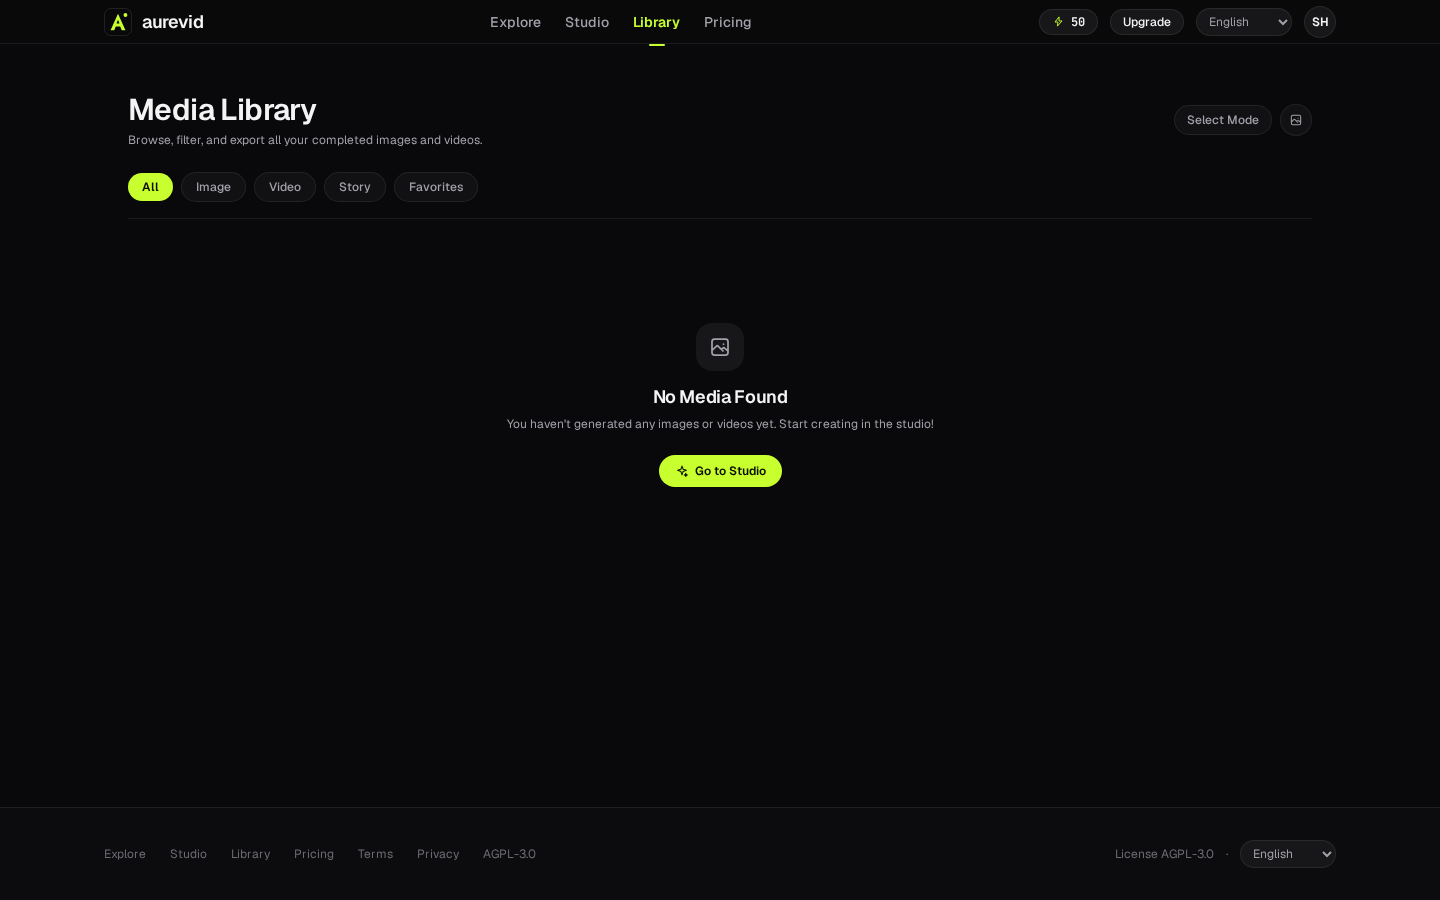 aurevid
Explore Studio Library Pricing
50 Upgrade English SH
Media Library
Browse, filter, and export all your completed images and videos.
Select Mode
All Image Video Story Favorites
No Media Found
You haven't generated any images or videos yet. Start creating in the studio!
Go to Studio
Explore Studio Library Pricing Terms Privacy AGPL-3.0
License AGPL-3.0 · English